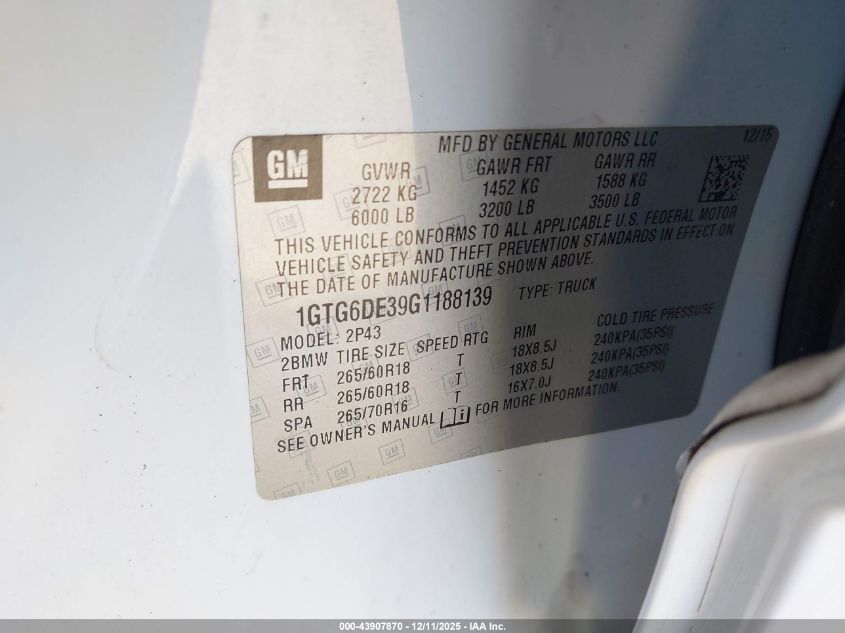 GM
MFD BY GENERAL MOTORS LLC 12/15
GVWR GAWR FRT GAWR RR
2722 KG 1452 KG 1588 KG
6000 LB 3200 LB 3500 LB
THIS VEHICLE CONFORMS TO ALL APPLICABLE U.S. FEDERAL MOTOR
VEHICLE SAFETY AND THEFT PREVENTION STANDARDS IN EFFECT ON
THE DATE OF MANUFACTURE SHOWN ABOVE.
1GTG6DE39G1188139 TYPE: TRUCK
MODEL: 2P43
2BMW TIRE SIZE SPEED RTG RIM COLD TIRE PRESSURE
FRT 265/60R18 T 18X8.5J 240KPA(35PSI)
RR 265/60R18 T 18X8.5J 240KPA(35PSI)
SPA 265/70R16 T 16X7.0J 240KPA(35PSI)
SEE OWNER'S MANUAL i FOR MORE INFORMATION.
000-43907870 - 12/11/2025 - IAA Inc.